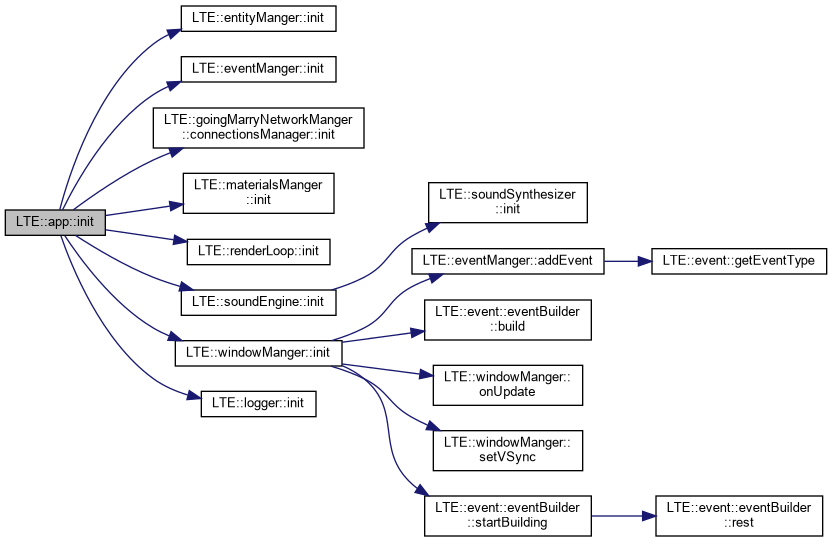 LTE::entityManger::init
LTE::eventManger::init
LTE::goingMarryNetworkManger
::connectionsManager::init
LTE::materialsManger
::init
LTE::app::init
LTE::renderLoop::init
LTE::soundEngine::init
LTE::windowManger::init
LTE::logger::init
LTE::soundSynthesizer
::init
LTE::eventManger::addEvent
LTE::event::eventBuilder
::build
LTE::windowManger::
onUpdate
LTE::windowManger::
setVSync
LTE::event::eventBuilder
::startBuilding
LTE::event::getEventType
LTE::event::eventBuilder
::rest